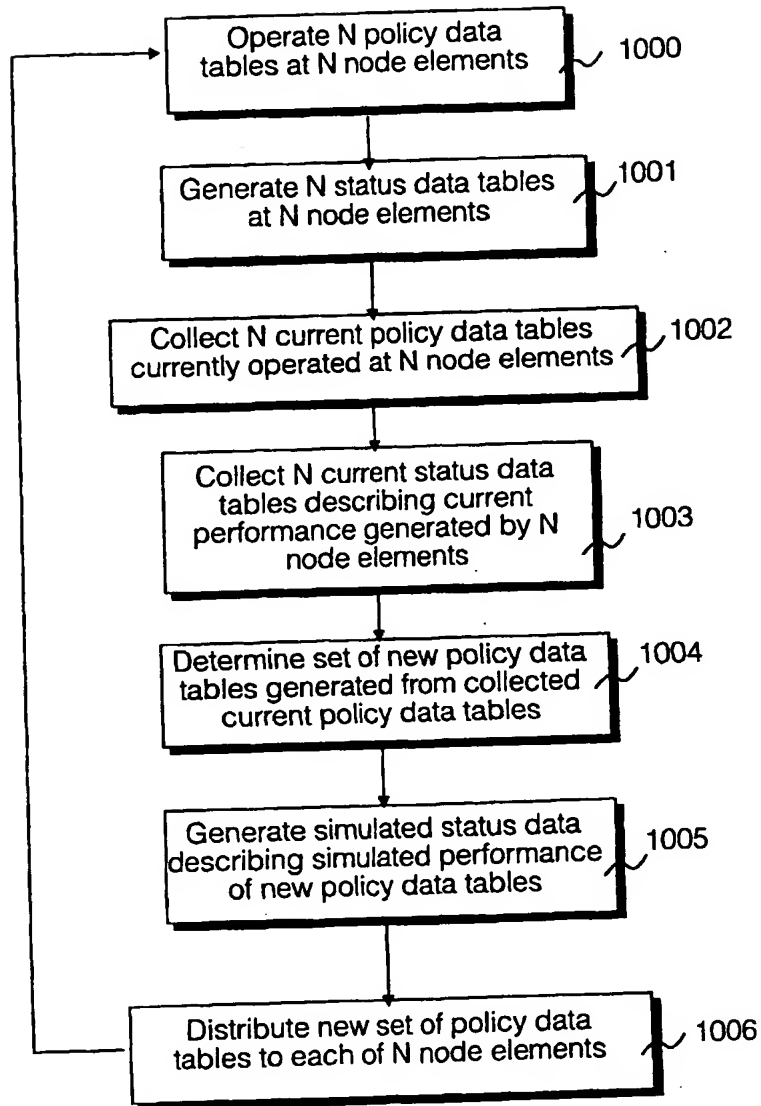 Operate N policy data
tables at N node elements
1000
Generate N status data tables
at N node elements
1001
Collect N current policy data tables
currently operated at N node elements
1002
Collect N current status data
tables describing current
performance generated by N
node elements
1003
Determine set of new policy data
tables generated from collected
current policy data tables
1004
Generate simulated status data
describing simulated performance
of new policy data tables
1005
Distribute new set of policy data
tables to each of N node elements
1006